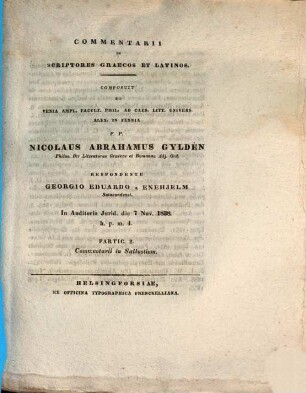 COMMENTARII
IN
SCRIPTORES GRAECOS ET LATINOS.
COMPOSUIT
ET
VENIA AMPL. FACULT. PHIL. AD CAES. LITT. UNIVERS.
ALEX. IN FENNIA
P. P.
NICOLAUS ABRAHAMUS GYLDÉN
Philos. Dr. Literaturae Graecae et Romanae Adj. Ord.
RESPONDENTE
GEORGIO EDUARDO A ENEHJELM
Satacundensi.
In Auditorio Jurid. die 7 Nov. 1838.
h. p. m. s.
PARTIC. 2.
Commentarii in Sallustium.
HELSINGFORSIAE,
EX OFFICINA TYPOGRAPHICA FRENCKELLIANA.